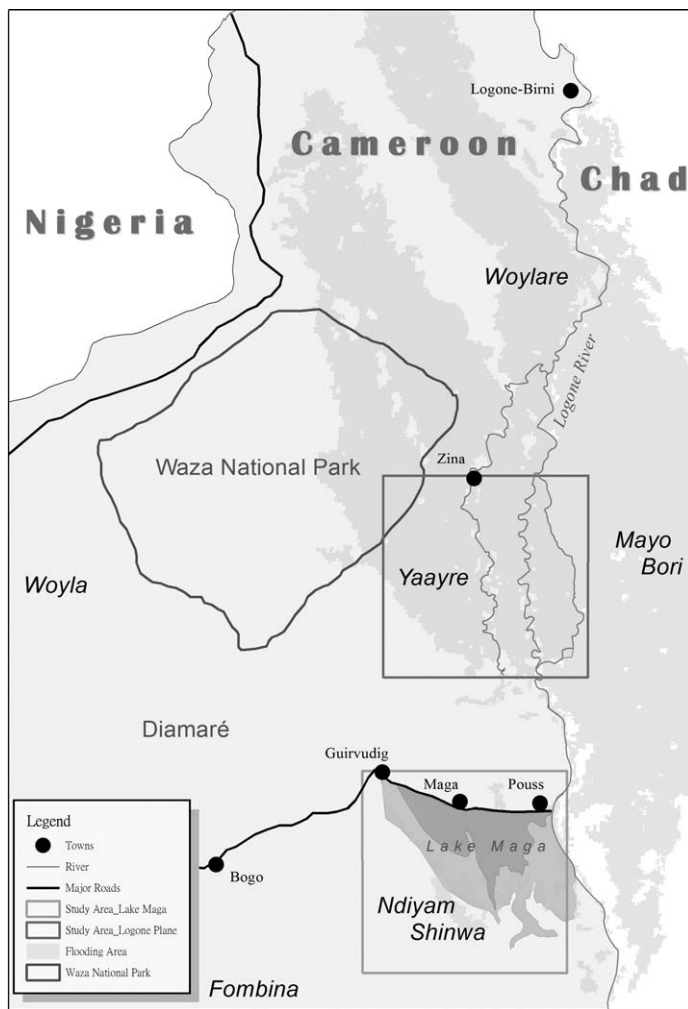 Logone-Birni
Cameroon
Chad
Nigeria
Woylare
Logone River
Waza National Park
Zina
Mayo
Bori
Woyla
Yaayre
Diamaré
Guirvudig
Maga
Pouss
Lake Maga
Legend
Towns
River
Major Roads
Study Area_Lake Maga
Study Area_Logone Plane
Flooding Area
Waza National Park
Bogo
Ndiyam
Shinwa
Fombina